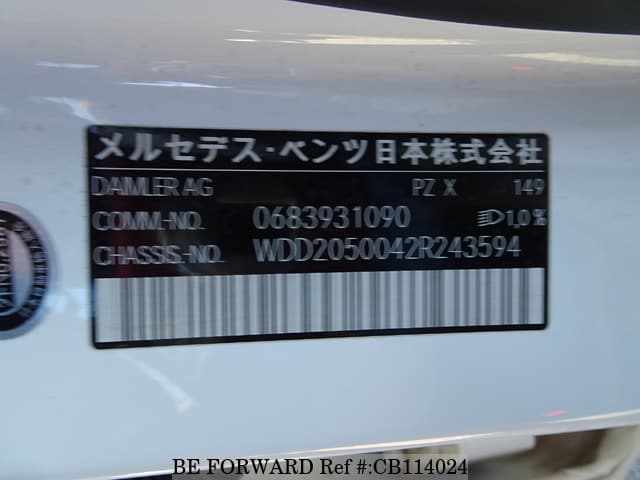 メルセデス・ベンツ日本株式会社
DAIMLER AG PZ X 149
COMM.-NO. 0683931090 1,0%
CHASSIS.-NO. WDD2050042R243594
BE FORWARD Ref #:CB114024